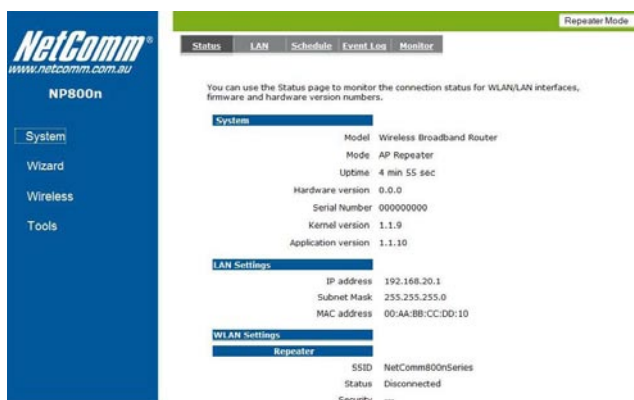 Repeater Mode
NetComm®
www.netcomm.com.au
NP800n
System
Wizard
Wireless
Tools
Status LAN Schedule Event Log Monitor
You can use the Status page to monitor the connection status for WLAN/LAN interfaces,
firmware and hardware version numbers.
System
Model Wireless Broadband Router
Mode AP Repeater
Uptime 4 min 55 sec
Hardware version 0.0.0
Serial Number 000000000
Kernel version 1.1.9
Application version 1.1.10
LAN Settings
IP address 192.168.20.1
Subnet Mask 255.255.255.0
MAC address 00:AA:BB:CC:DD:10
WLAN Settings
Repeater
SSID NetComm800nSeries
Status Disconnected
Security ---